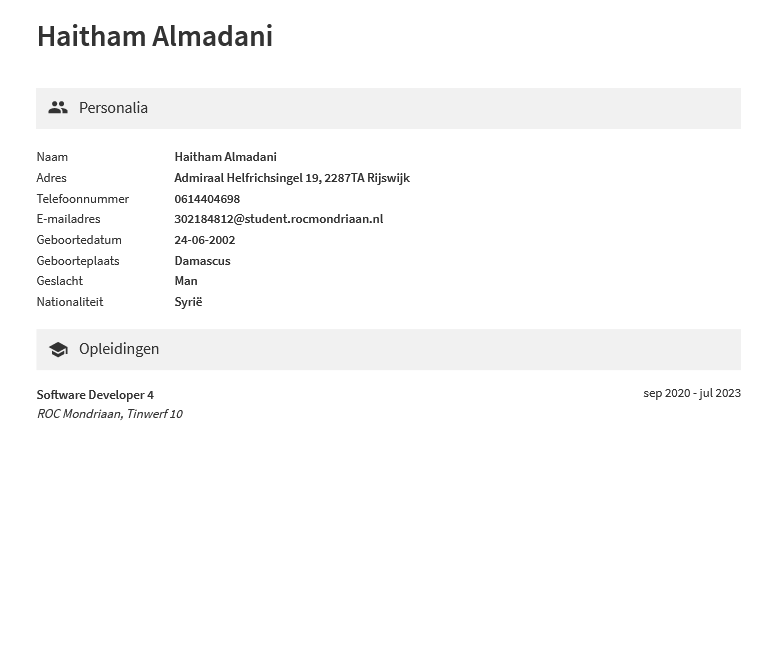 Haitham Almadani
Personalia
Naam Haitham Almadani
Adres Admiraal Helfrichsingel 19, 2287TA Rijswijk
Telefoonnummer 0614404698
E-mailadres 302184812@student.rocmondriaan.nl
Geboortedatum 24-06-2002
Geboorteplaats Damascus
Geslacht Man
Nationaliteit Syrië
Opleidingen
Software Developer 4 sep 2020 - jul 2023
ROC Mondriaan, Tinwerf 10